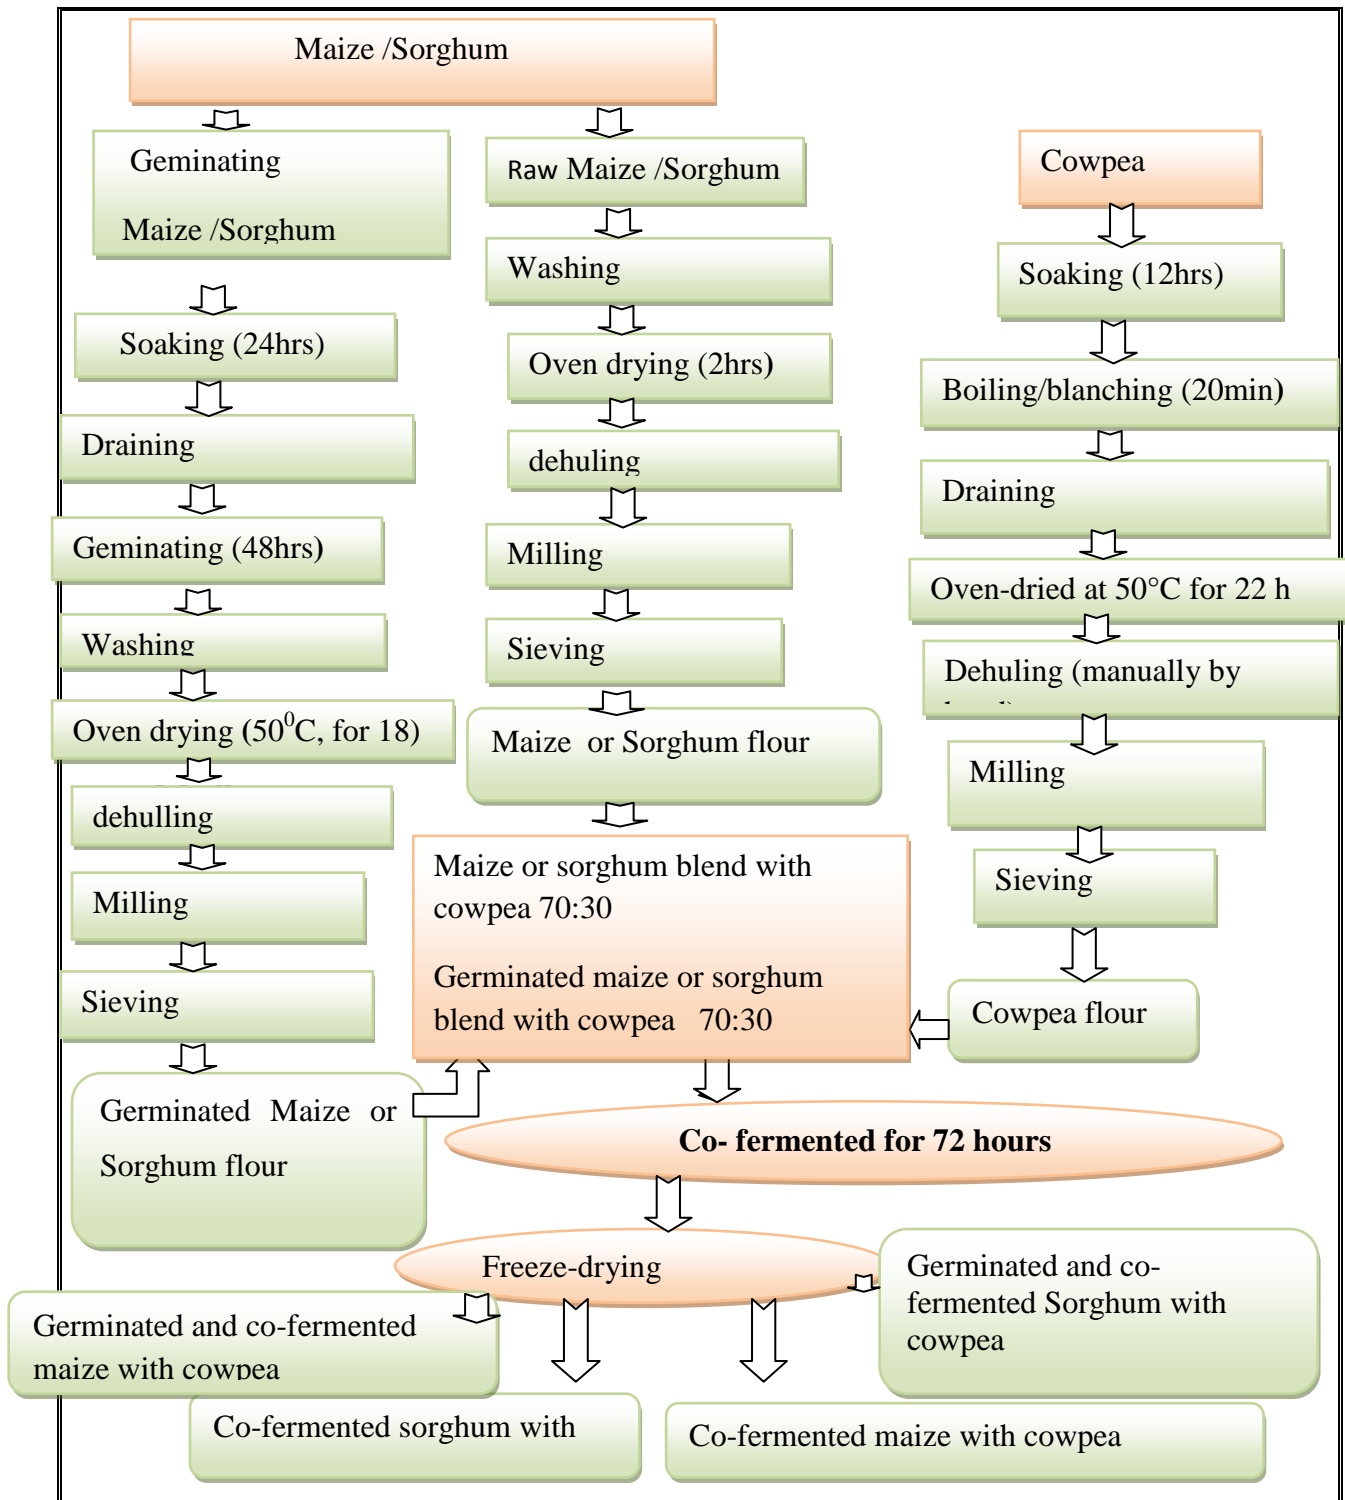 Maize /Sorghum
Geminating
Maize /Sorghum
Soaking (24hrs)
Draining
Geminating (48hrs)
Washing
Oven drying (50⁰C, for 18)
dehulling
Milling
Sieving
Germinated Maize or
Sorghum flour
Raw Maize /Sorghum
Washing
Oven drying (2hrs)
dehuling
Milling
Sieving
Maize or Sorghum flour
Cowpea
Soaking (12hrs)
Boiling/blanching (20min)
Draining
Oven-dried at 50°C for 22 h
Dehuling (manually by
Milling
Sieving
Cowpea flour
Maize or sorghum blend with
cowpea 70:30
Germinated maize or sorghum
blend with cowpea 70:30
Co- fermented for 72 hours
Freeze-drying
Germinated and co-fermented
maize with cowpea
Co-fermented sorghum with
Co-fermented maize with cowpea
Germinated and co-
fermented Sorghum with
cowpea